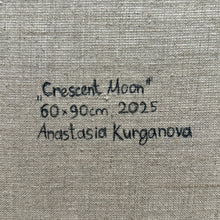 „Crescent Moon"
60×90cm, 2025
Anastasia Kurganova